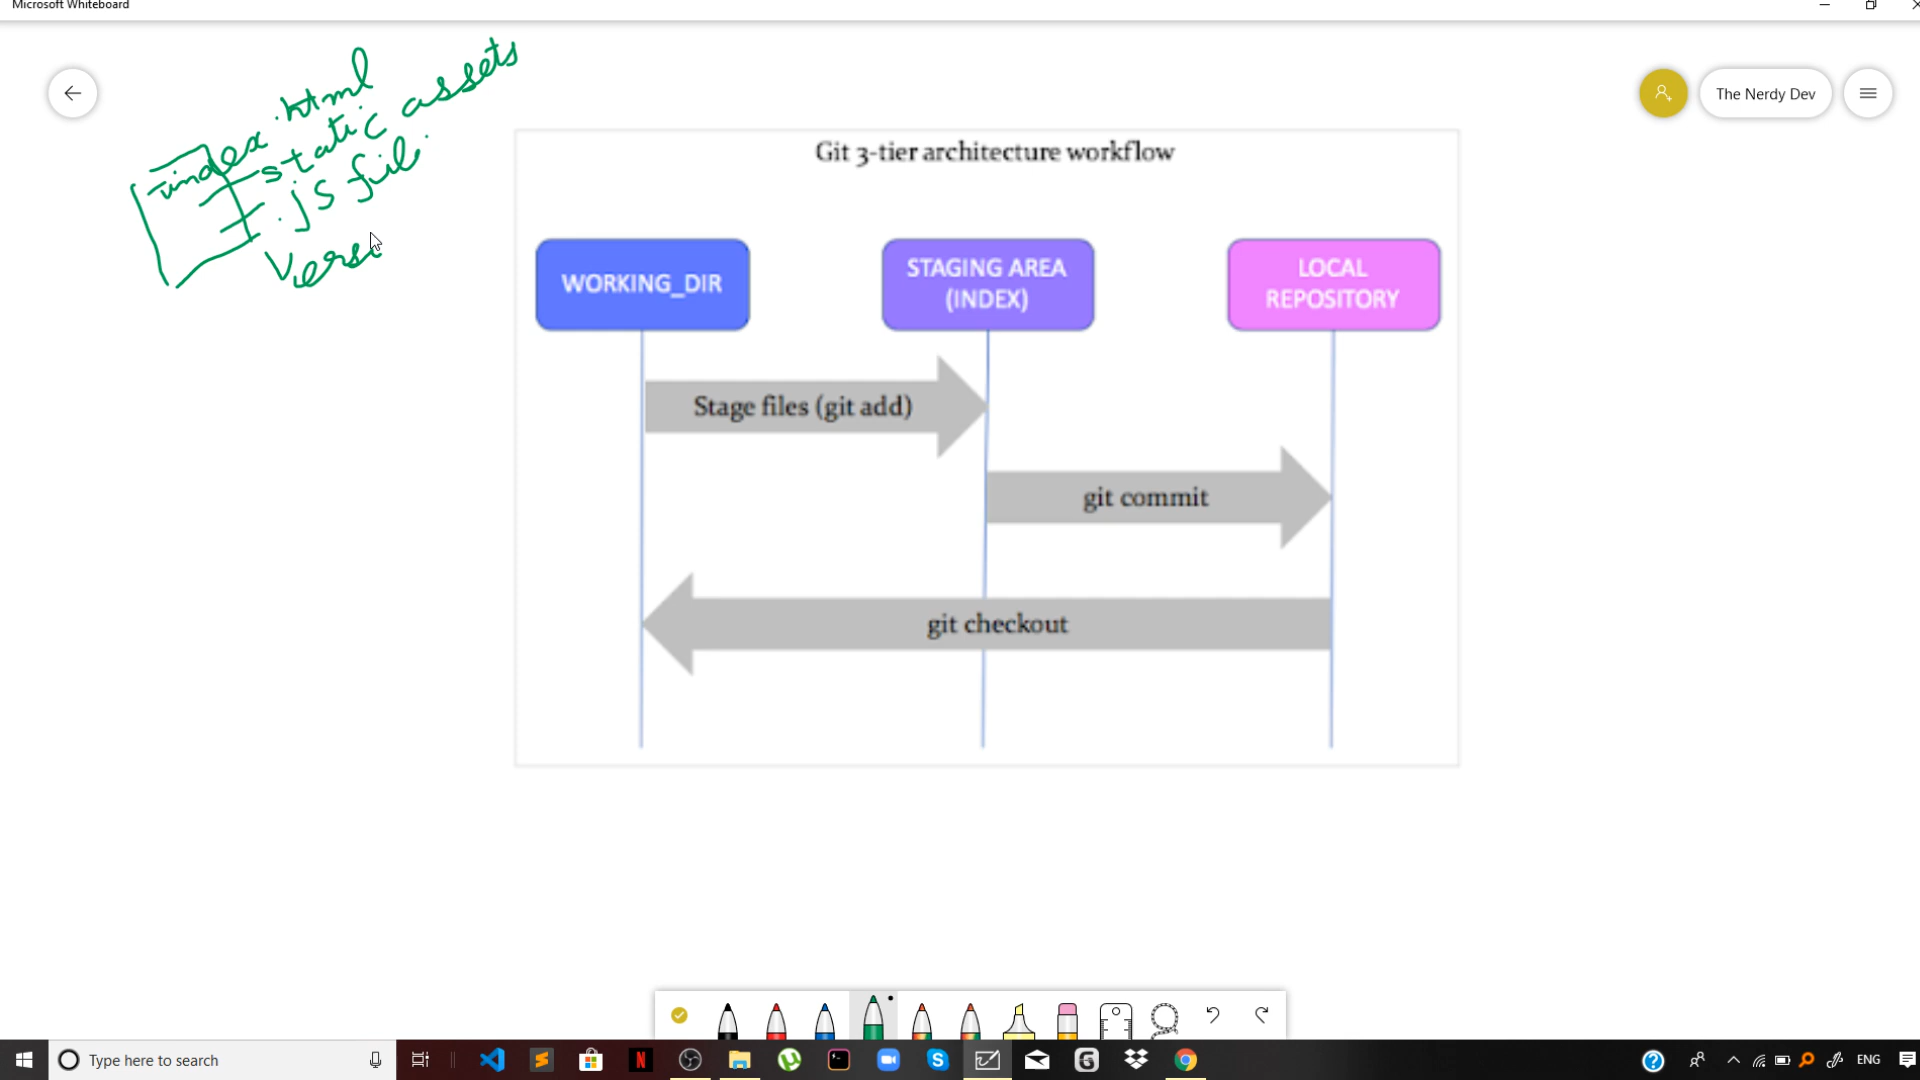 Microsoft Whiteboard
index.html
static assets
.js file
Versi
The Nerdy Dev
Git 3-tier architecture workflow
WORKING_DIR
STAGING AREA
(INDEX)
LOCAL
REPOSITORY
Stage files (git add)
git commit
git checkout
Type here to search
ENG